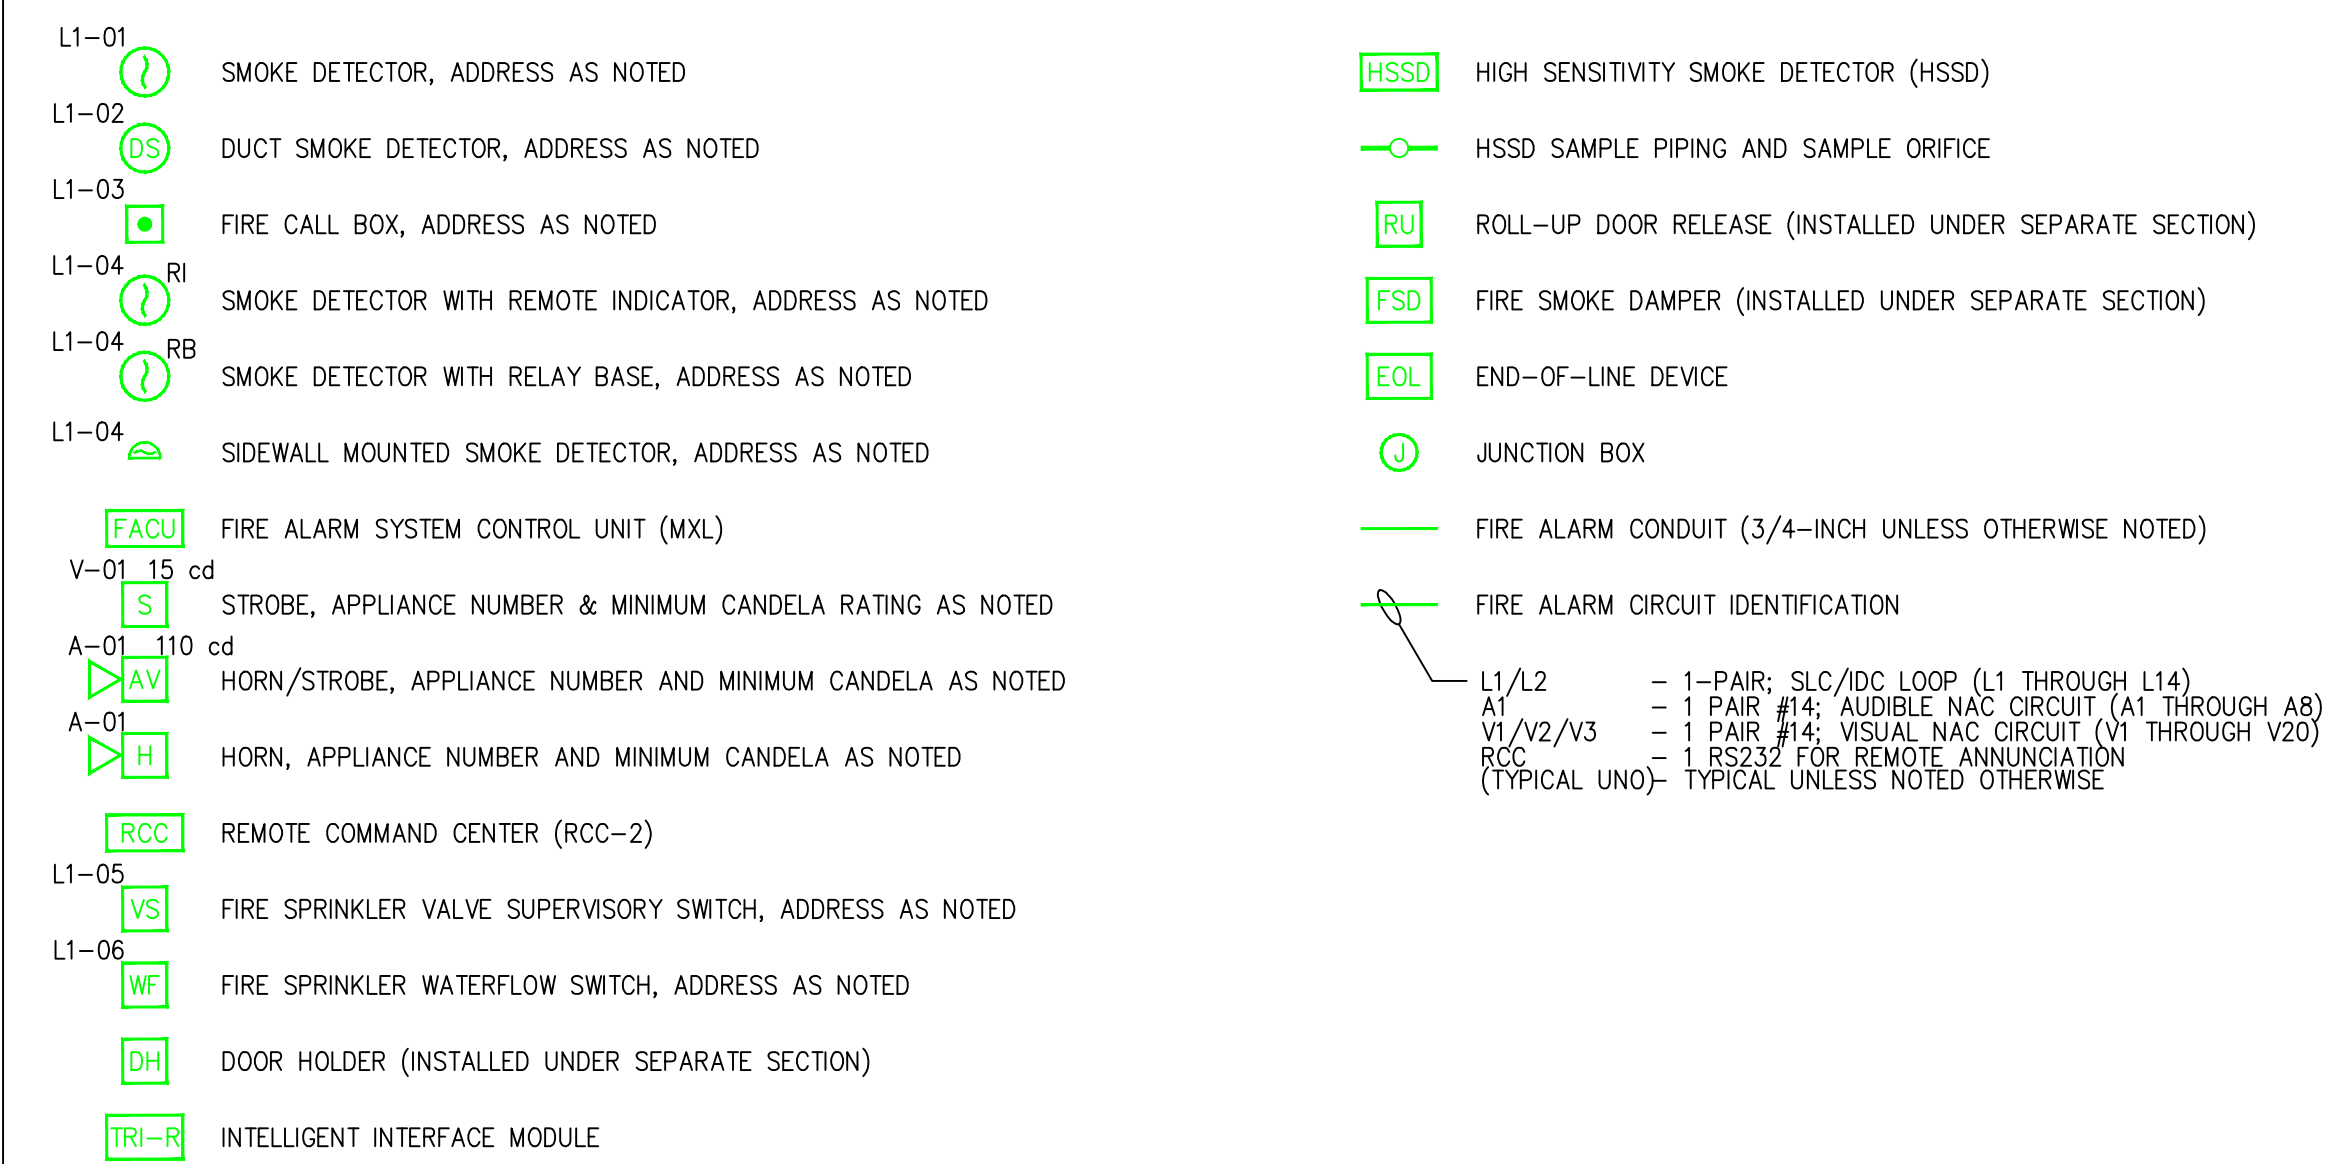 L1-01
SMOKE DETECTOR, ADDRESS AS NOTED
L1-02
DS DUCT SMOKE DETECTOR, ADDRESS AS NOTED
L1-03
FIRE CALL BOX, ADDRESS AS NOTED
L1-04 RI
SMOKE DETECTOR WITH REMOTE INDICATOR, ADDRESS AS NOTED
L1-04 RB
SMOKE DETECTOR WITH RELAY BASE, ADDRESS AS NOTED
L1-04
SIDEWALL MOUNTED SMOKE DETECTOR, ADDRESS AS NOTED
FACU FIRE ALARM SYSTEM CONTROL UNIT (MXL)
V-01 15 cd
S STROBE, APPLIANCE NUMBER & MINIMUM CANDELA RATING AS NOTED
A-01 110 cd
AV HORN/STROBE, APPLIANCE NUMBER AND MINIMUM CANDELA AS NOTED
A-01
H HORN, APPLIANCE NUMBER AND MINIMUM CANDELA AS NOTED
RCC REMOTE COMMAND CENTER (RCC-2)
L1-05
VS FIRE SPRINKLER VALVE SUPERVISORY SWITCH, ADDRESS AS NOTED
L1-06
WF FIRE SPRINKLER WATERFLOW SWITCH, ADDRESS AS NOTED
DH DOOR HOLDER (INSTALLED UNDER SEPARATE SECTION)
TRI-R INTELLIGENT INTERFACE MODULE
HSSD HIGH SENSITIVITY SMOKE DETECTOR (HSSD)
HSSD SAMPLE PIPING AND SAMPLE ORIFICE
RU ROLL-UP DOOR RELEASE (INSTALLED UNDER SEPARATE SECTION)
FSD FIRE SMOKE DAMPER (INSTALLED UNDER SEPARATE SECTION)
EOL END-OF-LINE DEVICE
J JUNCTION BOX
FIRE ALARM CONDUIT (3/4-INCH UNLESS OTHERWISE NOTED)
FIRE ALARM CIRCUIT IDENTIFICATION
L1/L2 - 1-PAIR; SLC/IDC LOOP (L1 THROUGH L14)
A1 - 1 PAIR #14; AUDIBLE NAC CIRCUIT (A1 THROUGH A8)
V1/V2/V3 - 1 PAIR #14; VISUAL NAC CIRCUIT (V1 THROUGH V20)
RCC - 1 RS232 FOR REMOTE ANNUNCIATION
(TYPICAL UNO)- TYPICAL UNLESS NOTED OTHERWISE